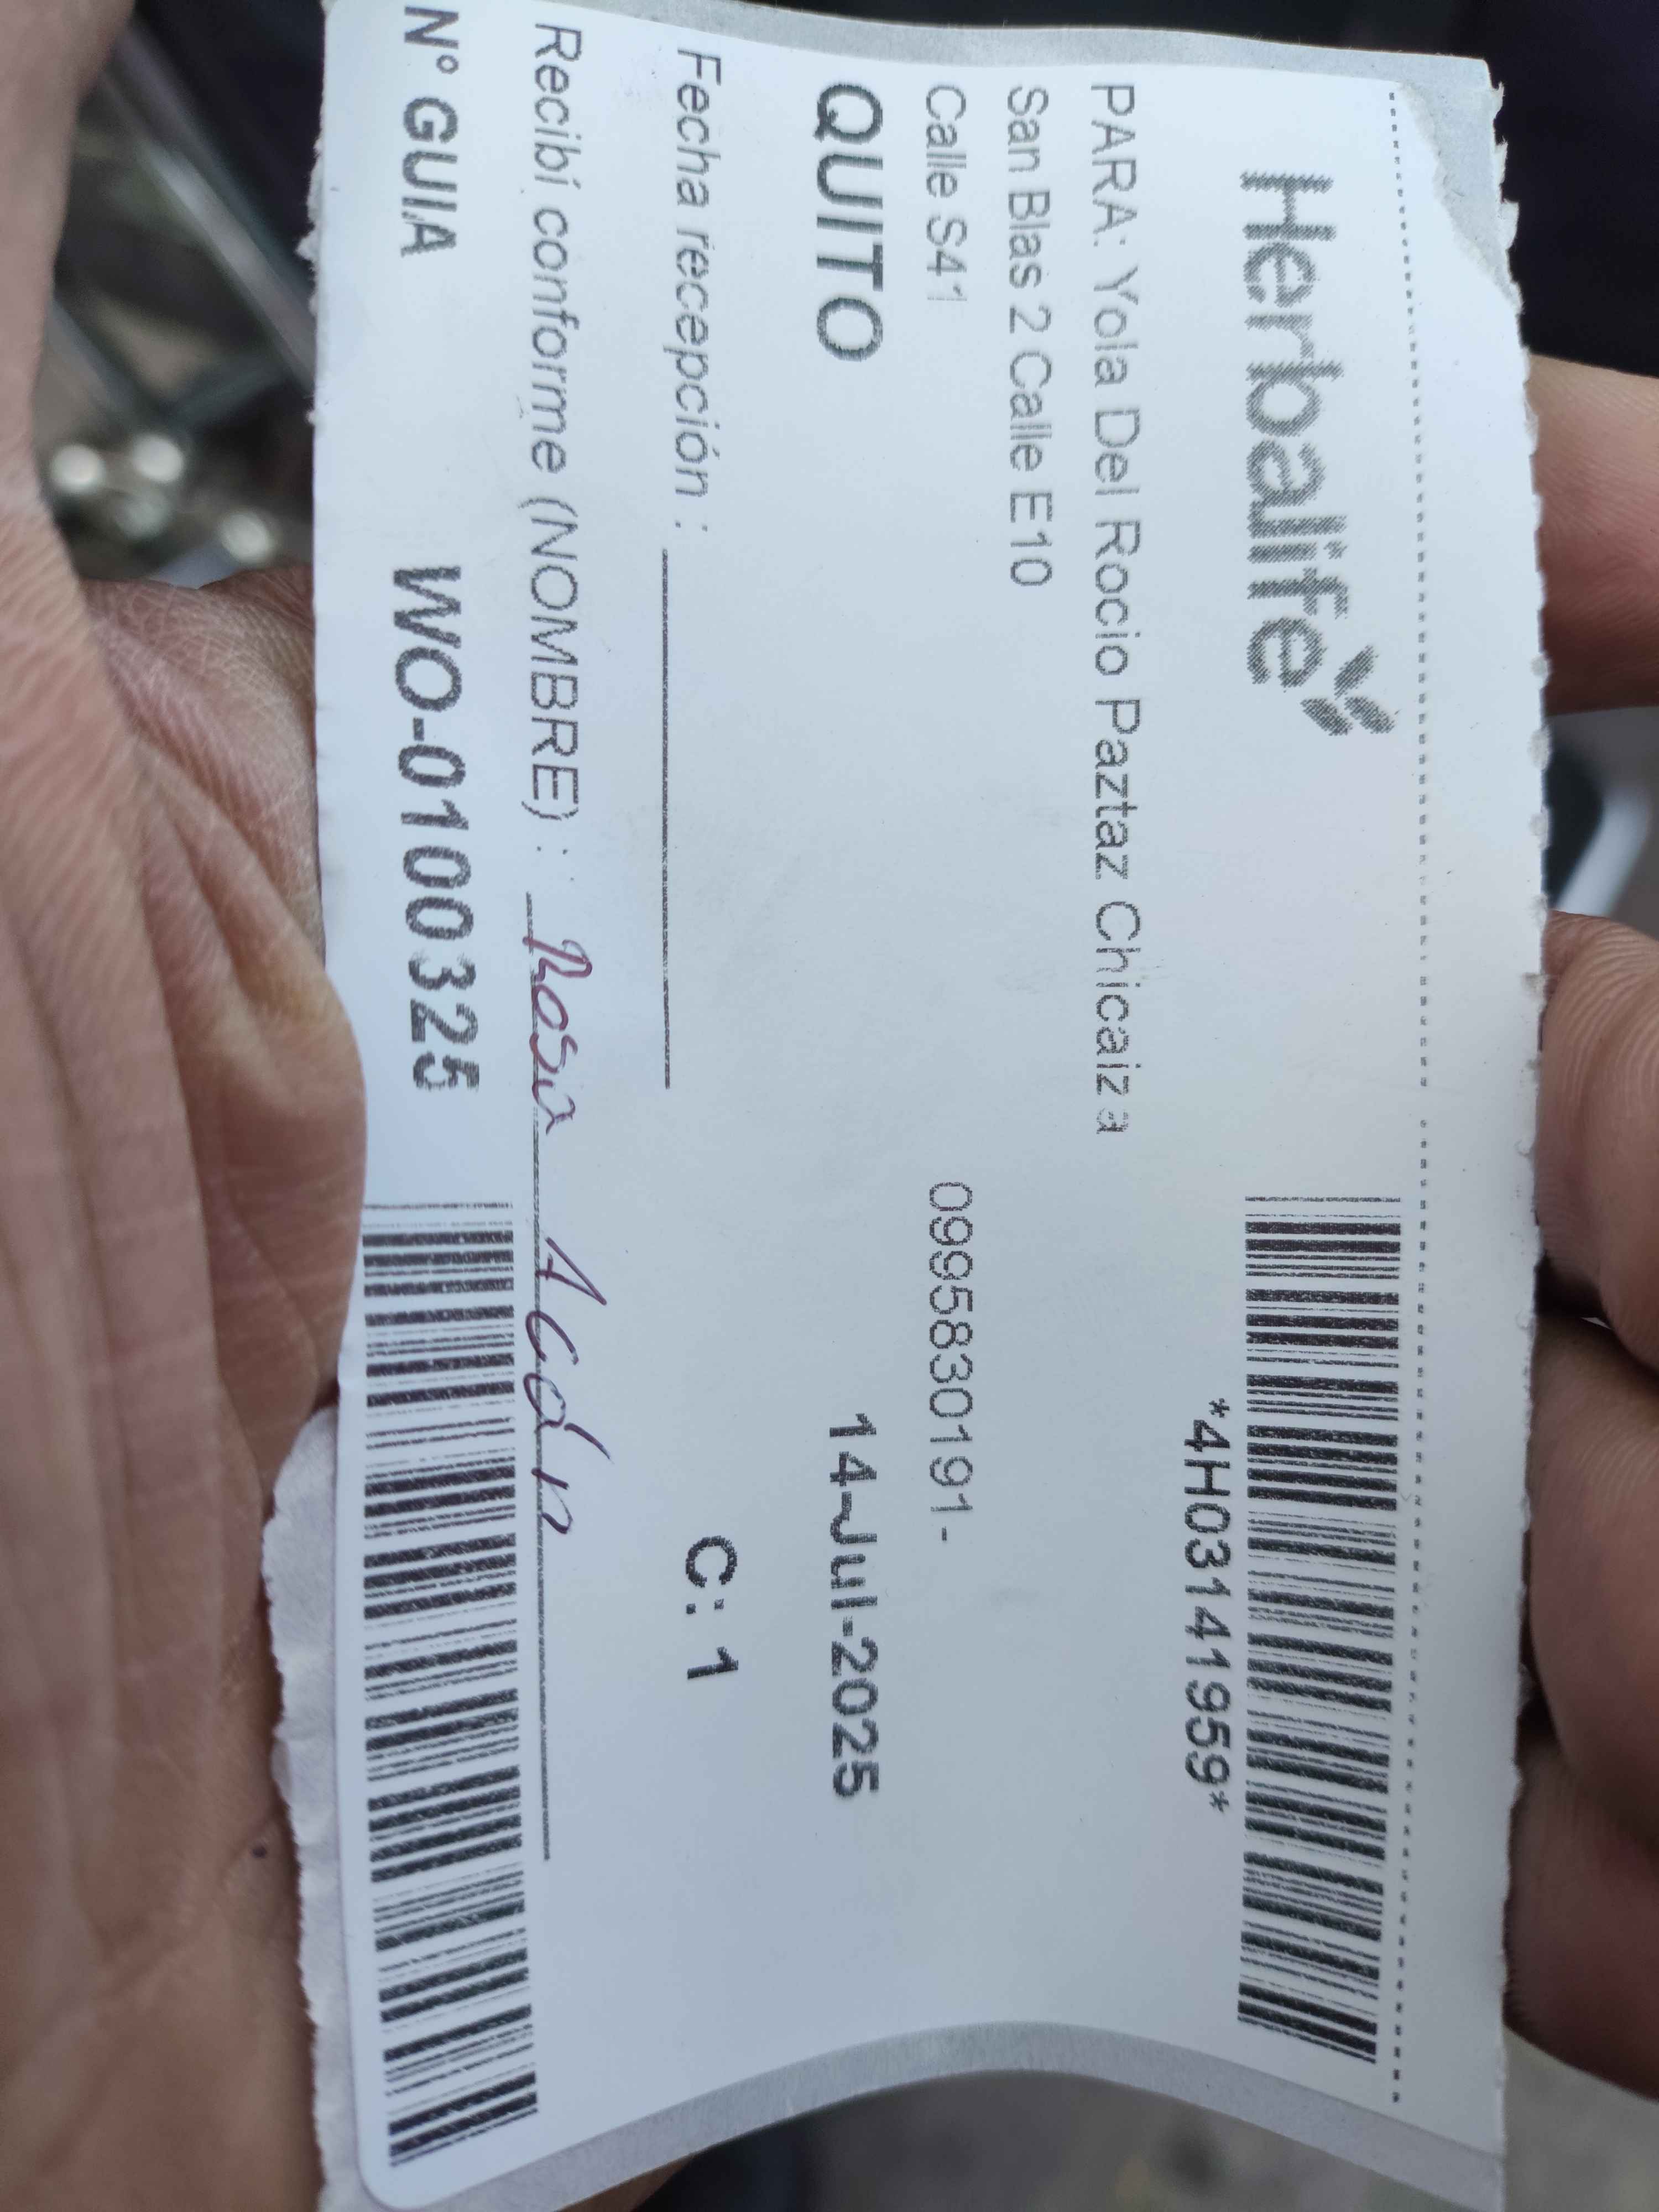 Herbalife
*4H03141959*
PARA: Yola Del Rocio Paztaz Chicaiza
San Blas 2 Calle E10
Calle S41 0995830191-
QUITO 14-Jul-2025
Fecha recepción : C: 1
Recibí conforme (NOMBRE) : Rosa
Nº GUIA WO-0100325